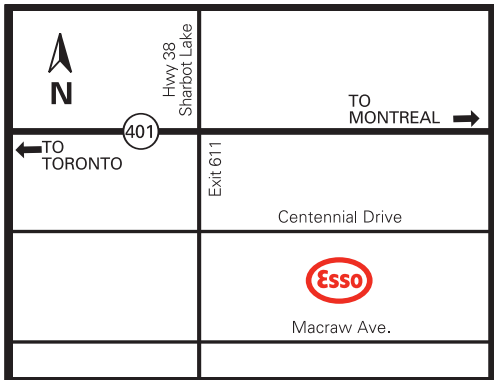 Hwy 38
Sharbot Lake
N
TO
MONTREAL
401
TO
TORONTO
Exit 611
Centennial Drive
Esso
Macraw Ave.